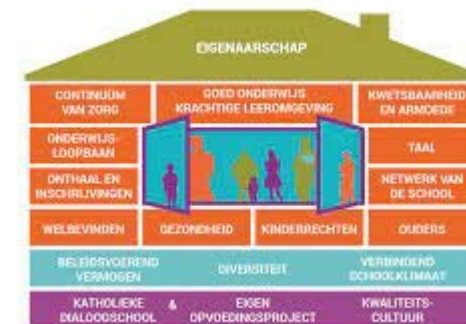 EIGENAARSCHAP
CONTINUÜM
VAN ZORG
GOED ONDERWIJS
KRACHTIGE LEEROMGEVING
KWETSBAARHEID
EN ARMOEDE
ONDERWIJS-
LOOPBAAN
TAAL
ONTHAAL EN
INSCHRIJVINGEN
NETWERK VAN
DE SCHOOL
WELBEVINDEN
GEZONDHEID
KINDERRECHTEN
OUDERS
BELEIDSVOEREND
VERMOGEN
DIVERSITEIT
VERBINDEND
SCHOOLKLIMAAT
KATHOLIEKE
DIALOOGSCHOOL
&
EIGEN
OPVOEDINGSPROJECT
KWALITEITS-
CULTUUR